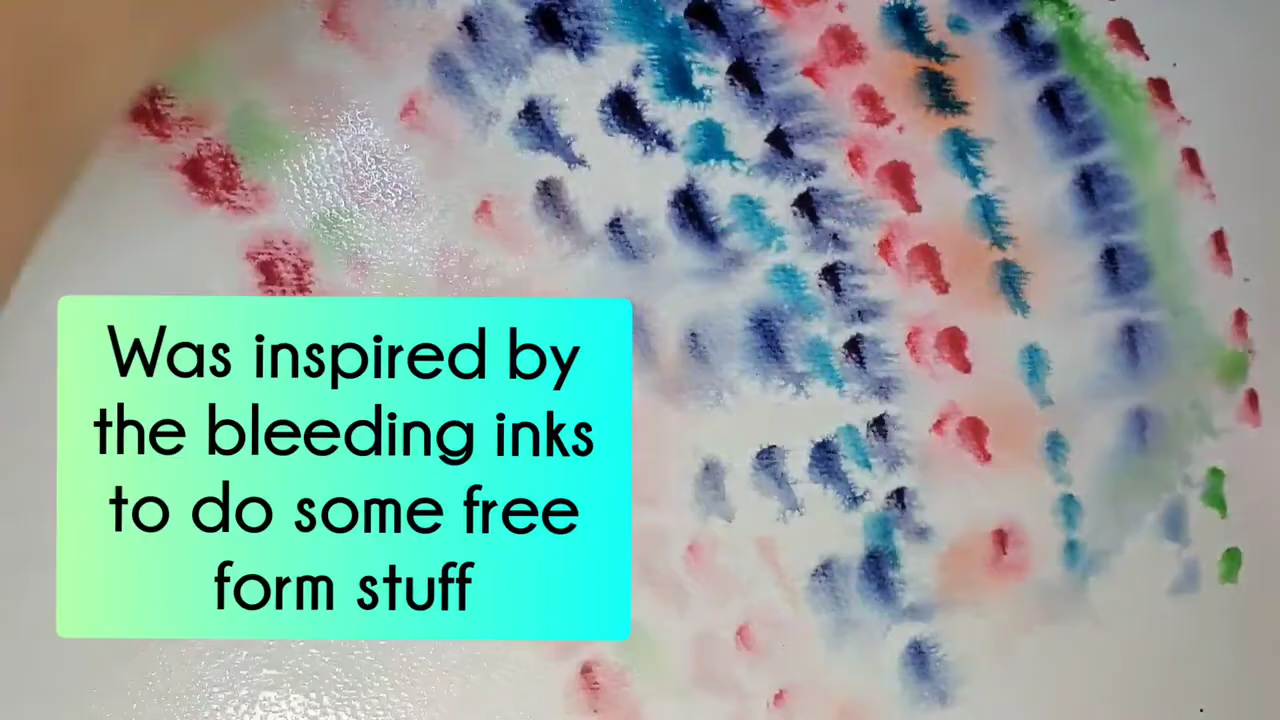 Was inspired by
the bleeding inks
to do some free
form stuff